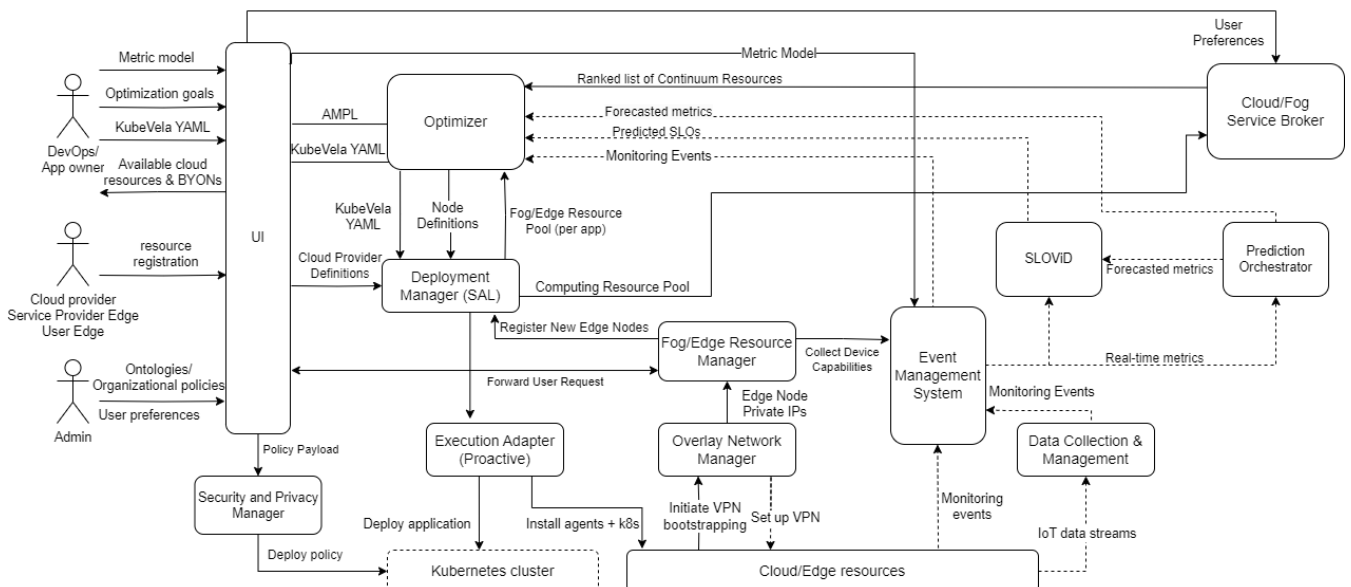 User
Preferences
Metric model
Metric Model
Optimization goals
KubeVela YAML
DevOps/
App owner
Available cloud
resources & BYONs
UI
AMPL
KubeVela YAML
Optimizer
Ranked list of Continuum Resources
Forecasted metrics
Predicted SLOs
Monitoring Events
Cloud/Fog
Service Broker
KubeVela
YAML
Node
Definitions
Fog/Edge Resource
Pool (per app)
resource
registration
Cloud provider
Service Provider Edge
User Edge
Cloud Provider
Definitions
Deployment
Manager (SAL)
Computing Resource Pool
SLOViD
Forecasted metrics
Prediction
Orchestrator
Register New Edge Nodes
Fog/Edge Resource
Manager
Collect Device
Capabilities
Event
Management
System
Real-time metrics
Ontologies/
Organizational policies
User preferences
Admin
Forward User Request
Edge Node
Private IPs
Monitoring Events
Policy Payload
Execution Adapter
(Proactive)
Overlay Network
Manager
Data Collection &
Management
Security and Privacy
Manager
Deploy application
Install agents + k8s
Initiate VPN
bootstrapping
Set up VPN
Monitoring
events
IoT data streams
Deploy policy
Kubernetes cluster
Cloud/Edge resources